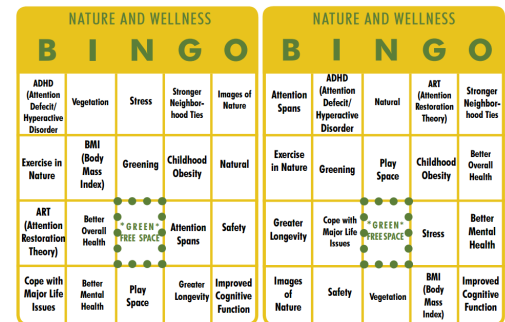 NATURE AND WELLNESS
B I N G O
ADHD
(Attention
Defecit/
Hyperactive
Disorder
Vegetation
Stress
Stronger
Neighbor-
hood Ties
Images of
Nature
Exercise in
Nature
BMI
(Body
Mass
Index)
Greening
Childhood
Obesity
Natural
ART
(Attention
Restoration
Theory)
Better
Overall
Health
*GREEN*
FREE SPACE
Attention
Spans
Safety
Cope with
Major Life
Issues
Better
Mental
Health
Play
Space
Greater
Longevity
Improved
Cognitive
Function
NATURE AND WELLNESS
B I N G O
Attention
Spans
ADHD
(Attention
Defecit/
Hyperactive
Disorder
Natural
ART
(Attention
Restoration
Theory)
Stronger
Neighbor-
hood Ties
Exercise
in Nature
Greening
Play
Space
Childhood
Obesity
Better
Overall
Health
Greater
Longevity
Cope with
Major Life
Issues
*GREEN*
FREE SPACE
Stress
Better
Mental
Health
Images
of
Nature
Safety
Vegetation
BMI
(Body
Mass
Index)
Improved
Cognitive
Function